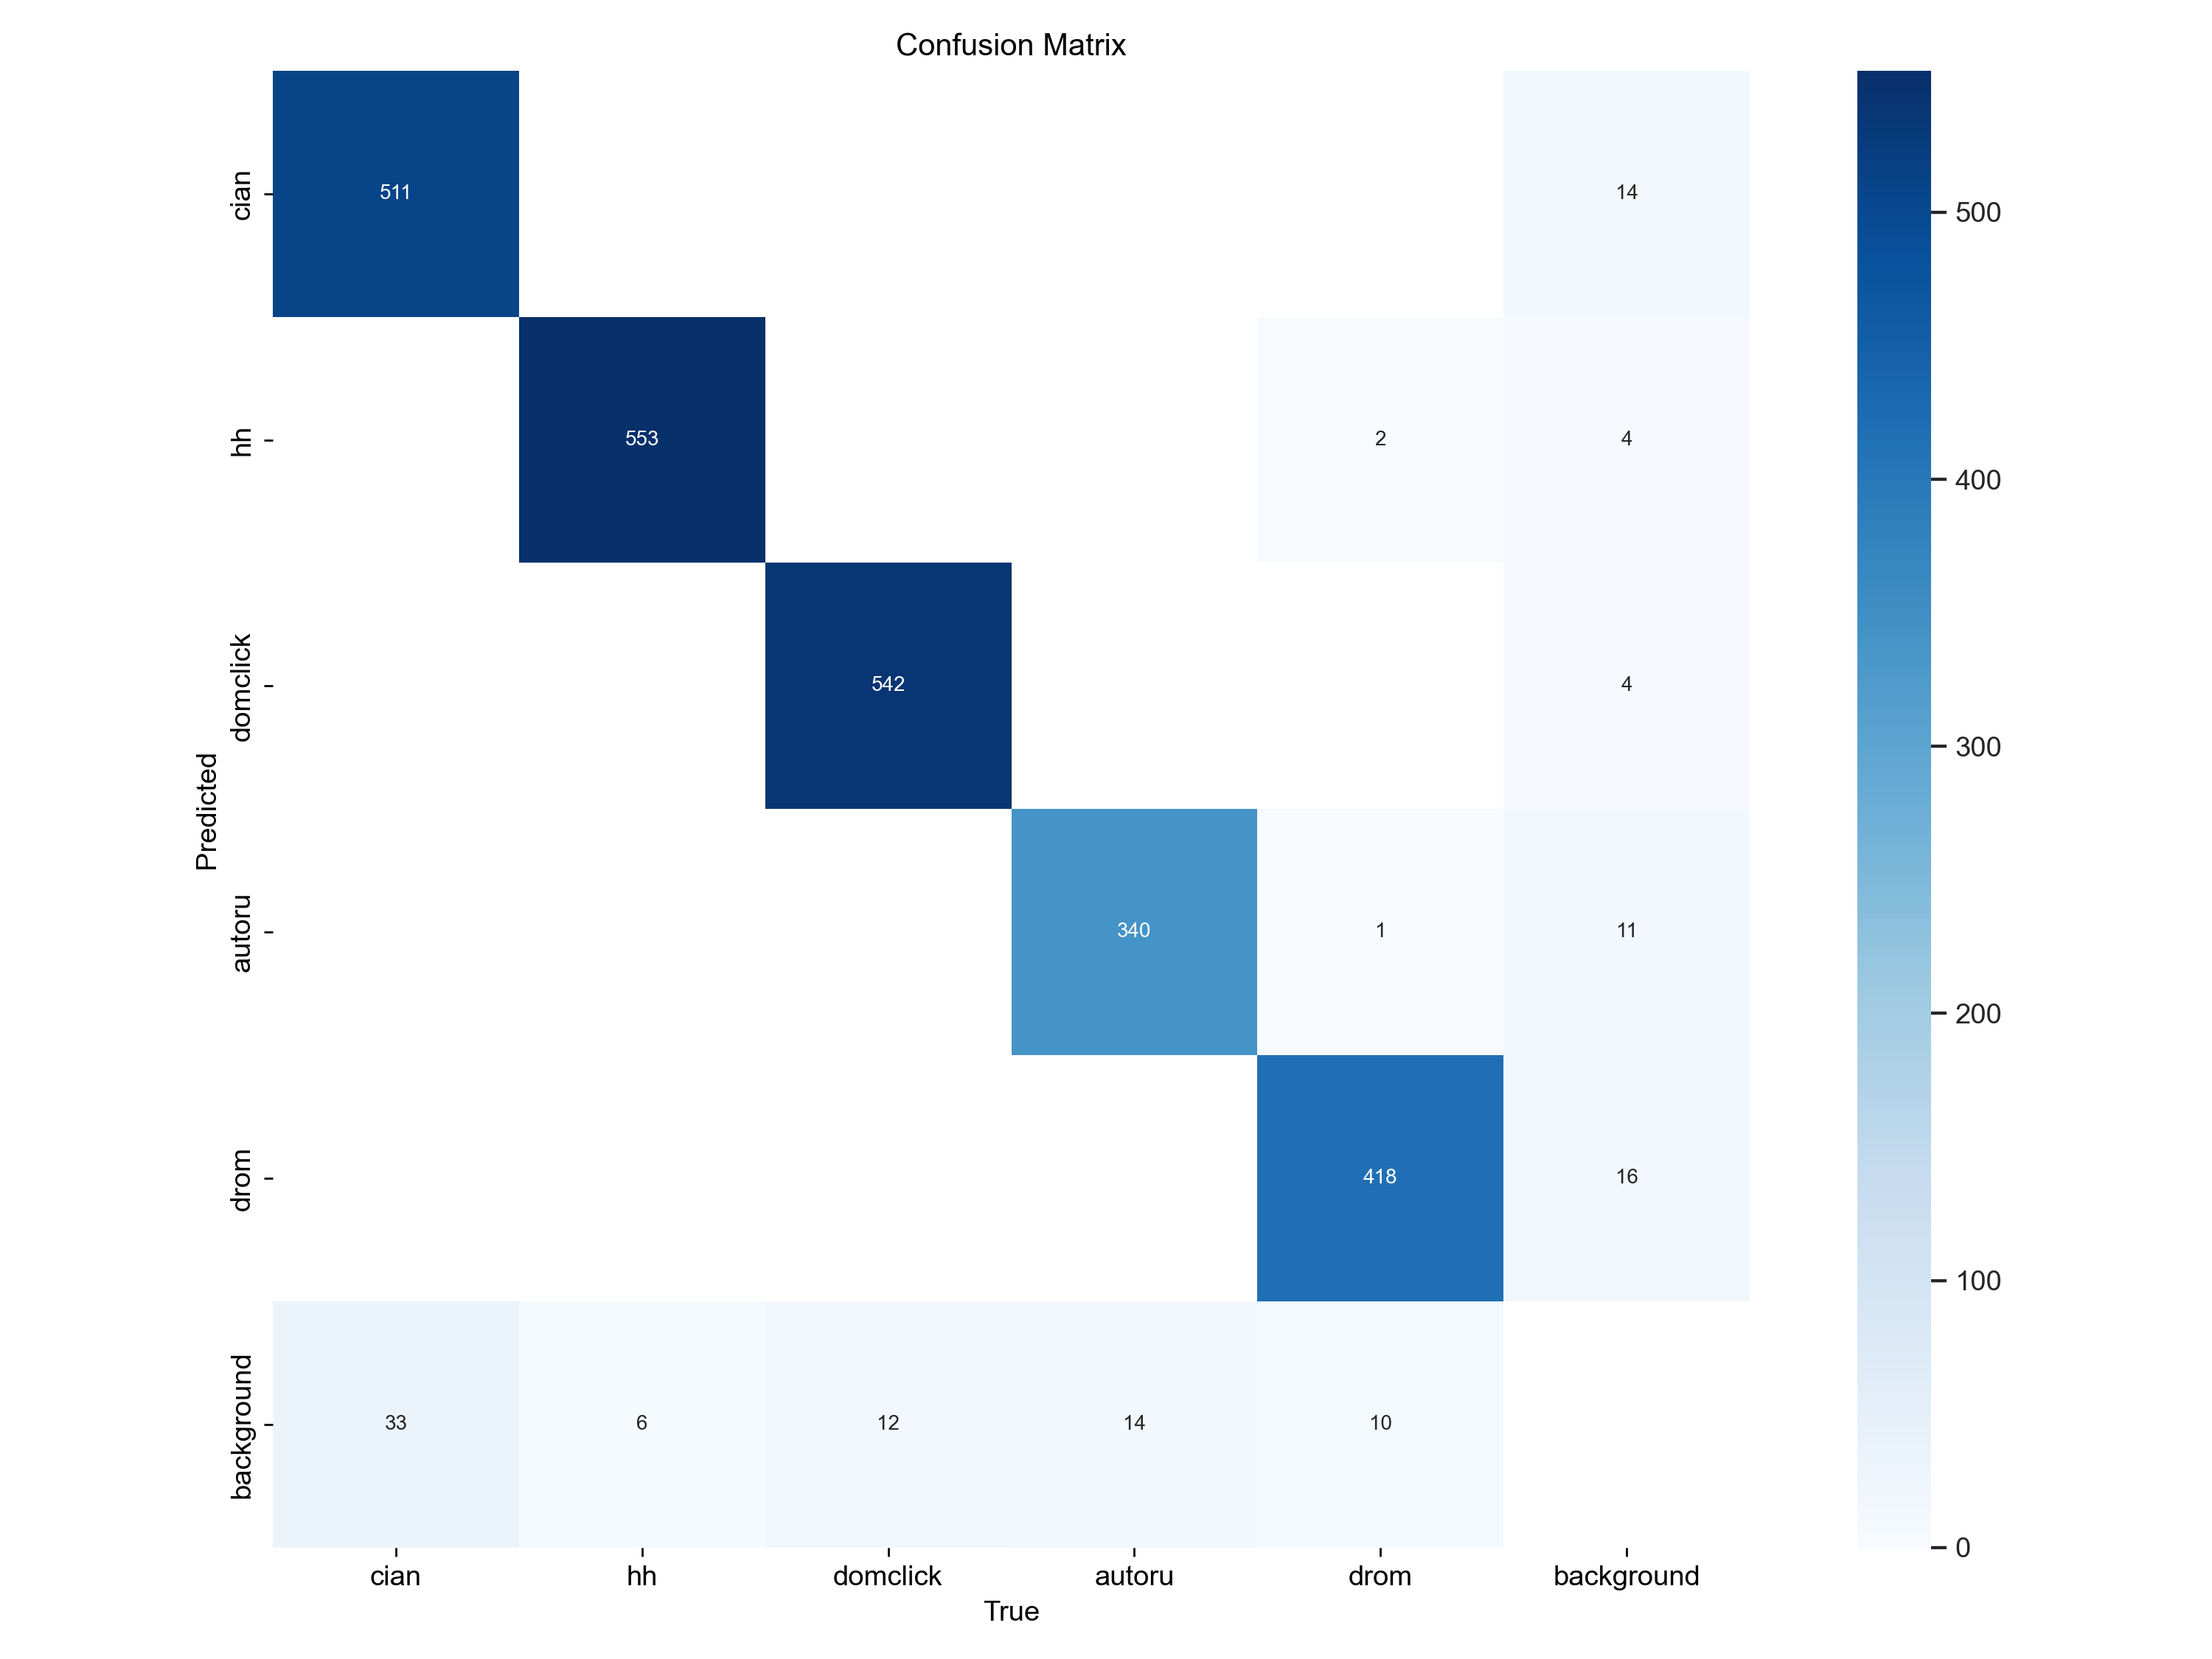 Confusion Matrix
cian
511
14
500
hh
553
2
4
400
domclick
542
4
300
Predicted
autoru
340
1
11
200
drom
418
16
100
background
33
6
12
14
10
0
cian
hh
domclick
autoru
drom
background
True